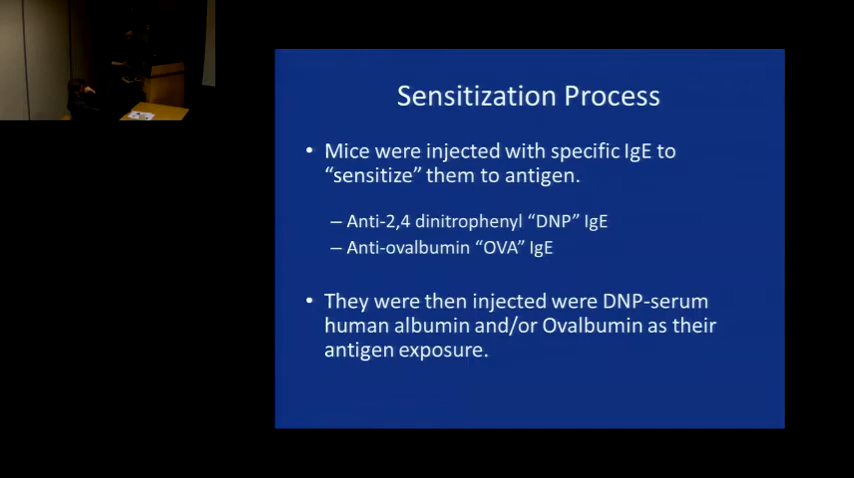 Sensitization Process
• Mice were injected with specific IgE to
“sensitize” them to antigen.
– Anti-2,4 dinitrophenyl “DNP” IgE
– Anti-ovalbumin “OVA” IgE
• They were then injected were DNP-serum
human albumin and/or Ovalbumin as their
antigen exposure.